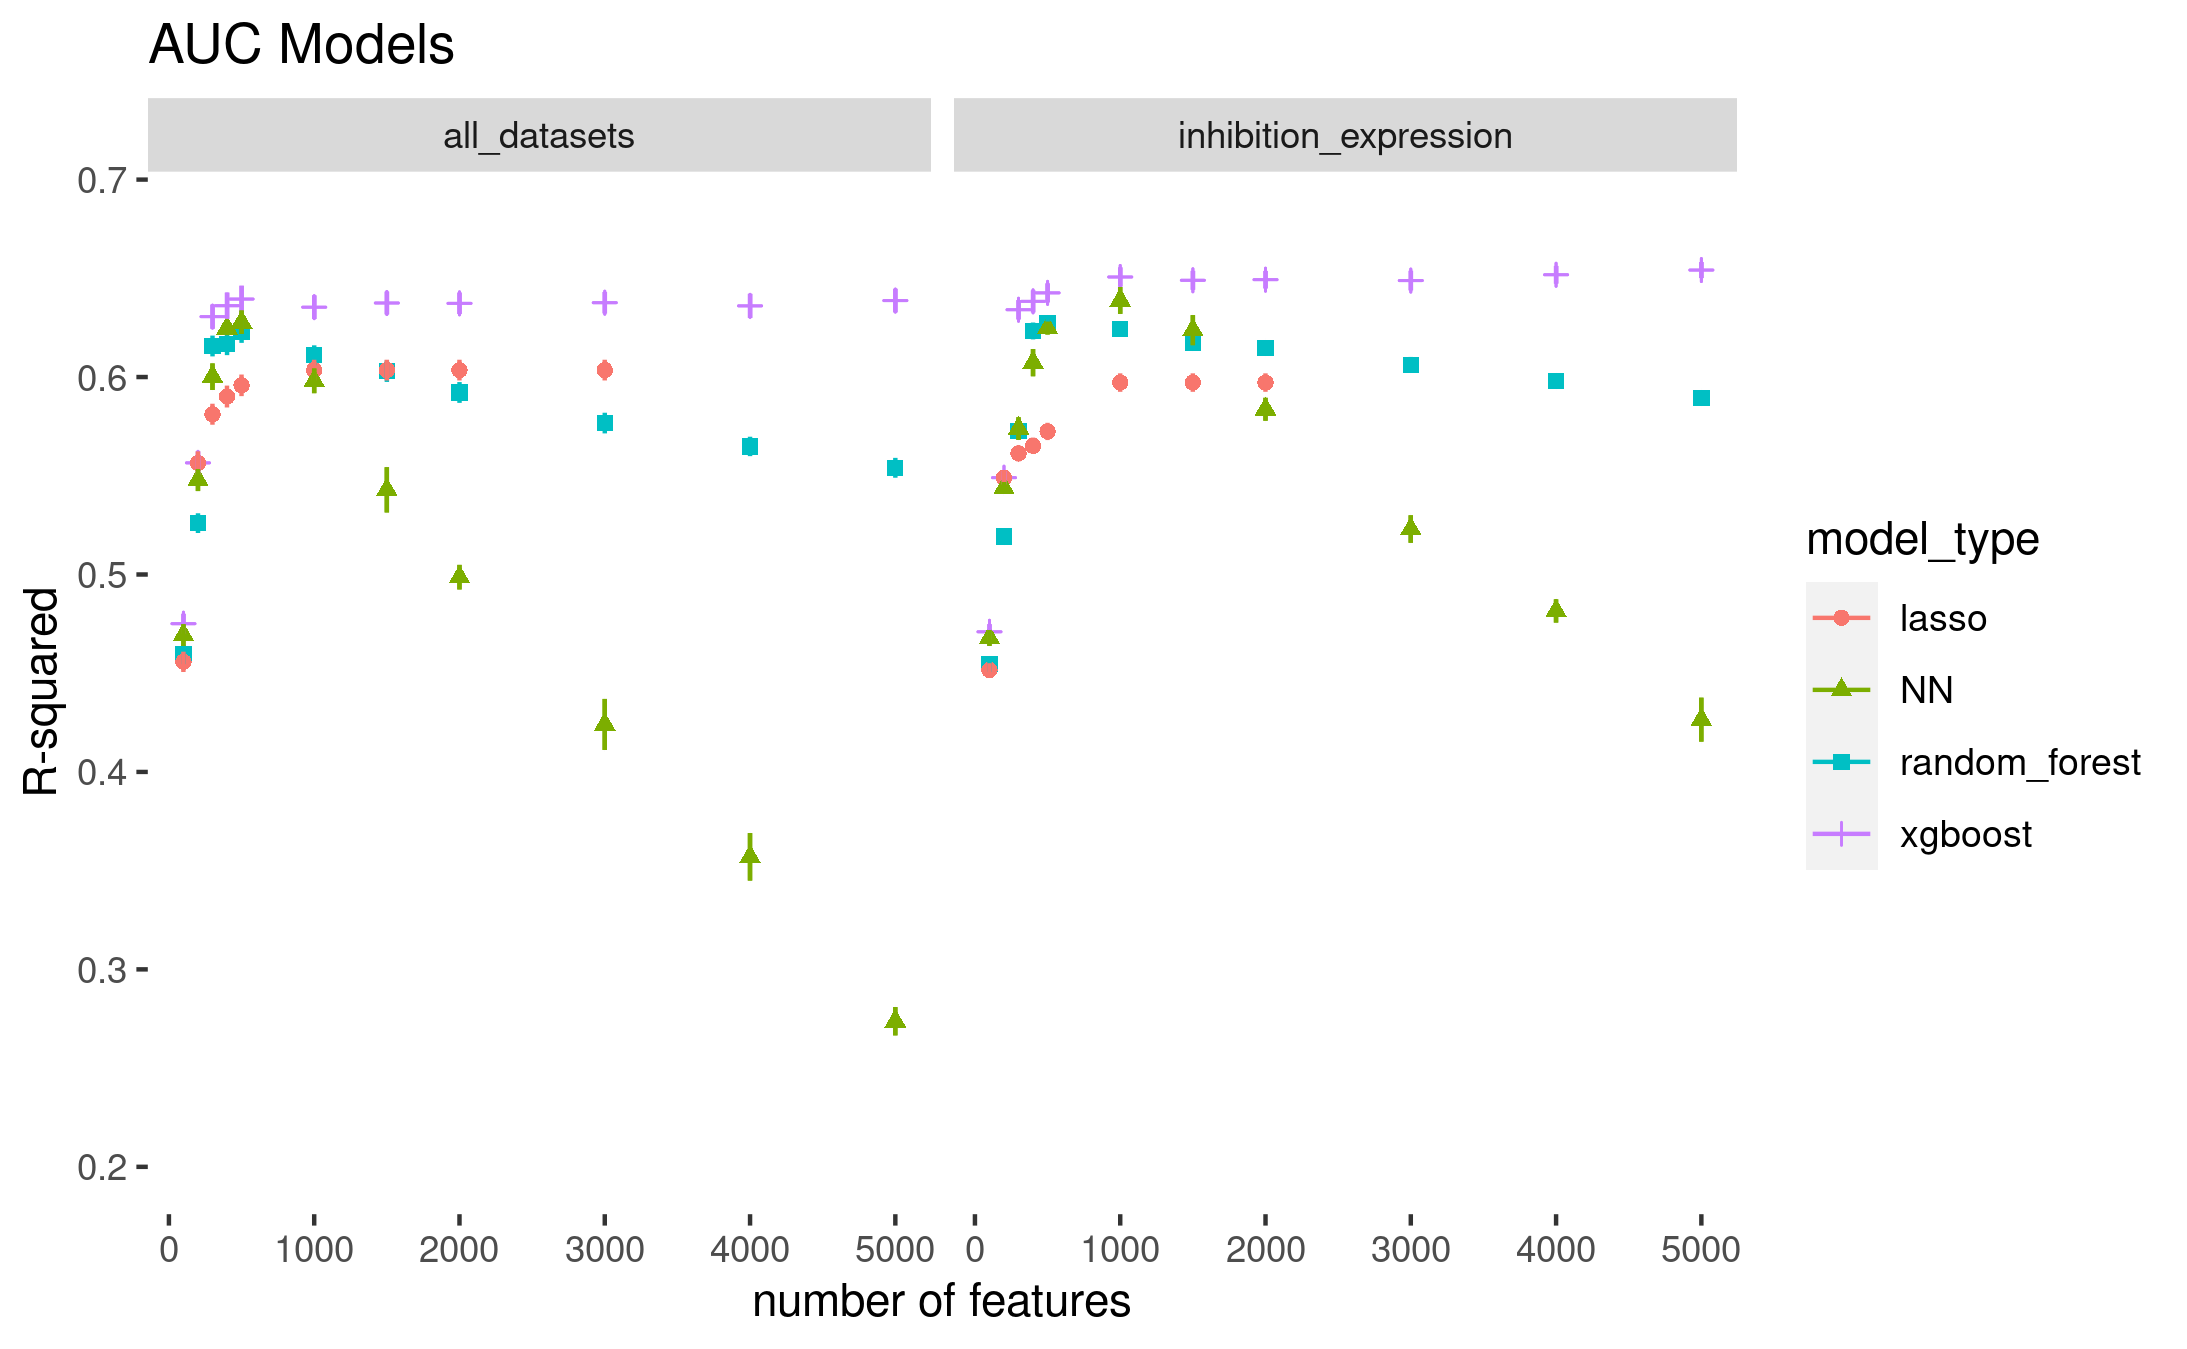 AUC Models
all_datasets
inhibition_expression
0.7
0.6
0.5
0.4
0.3
0.2
R-squared
0 1000 2000 3000 4000 5000
0 1000 2000 3000 4000 5000
number of features
model_type
lasso
NN
random_forest
xgboost